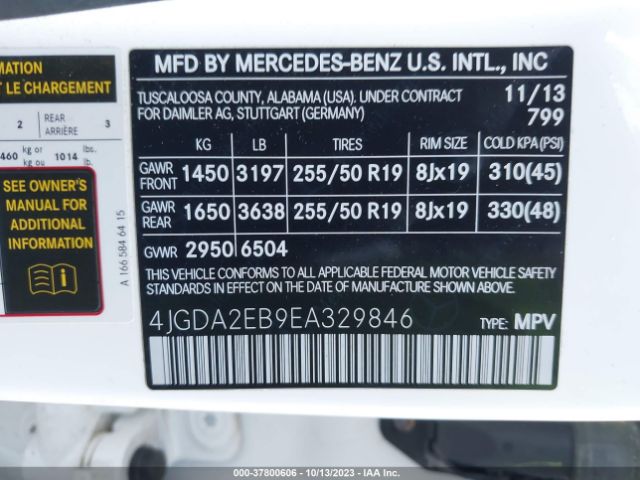 MATION
T LE CHARGEMENT
2 REAR ARRIÈRE 3
460 kg or kg ou 1014 lbs. lb.
SEE OWNER'S
MANUAL FOR
ADDITIONAL
INFORMATION
A 166 584 64 15
MFD BY MERCEDES-BENZ U.S. INTL., INC
TUSCALOOSA COUNTY, ALABAMA (USA). UNDER CONTRACT 11/13
FOR DAIMLER AG, STUTTGART (GERMANY) 799
KG LB TIRES RIM SIZE COLD KPA (PSI)
GAWR FRONT 1450 3197 255/50 R19 8Jx19 310(45)
GAWR REAR 1650 3638 255/50 R19 8Jx19 330(48)
GVWR 2950 6504
THIS VEHICLE CONFORMS TO ALL APPLICABLE FEDERAL MOTOR VEHICLE SAFETY
STANDARDS IN EFFECT ON THE DATE OF MANUFACTURE SHOWN ABOVE.
4JGDA2EB9EA329846 TYPE: MPV
000-37800606 - 10/13/2023 - IAA Inc.